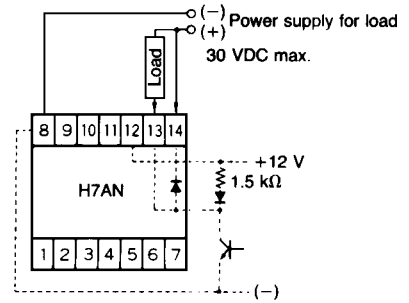 (−) Power supply for load
(+)
30 VDC max.
Load
8 9 10 11 12 13 14
+12 V
1.5 kΩ
H7AN
1 2 3 4 5 6 7
(−)